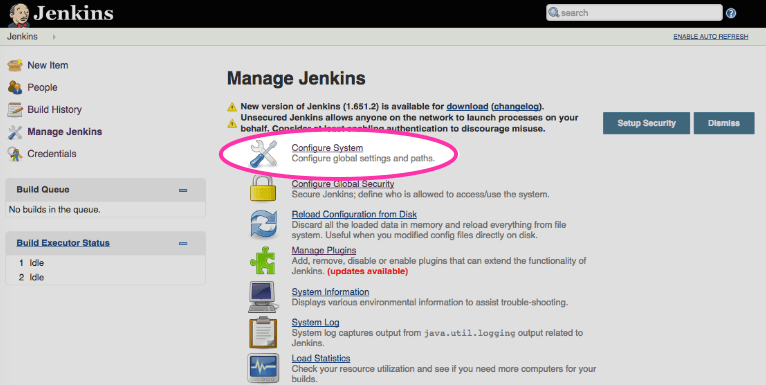 Jenkins
search
Jenkins
ENABLE AUTO REFRESH
New Item
People
Build History
Manage Jenkins
Credentials
Build Queue
No builds in the queue.
Build Executor Status
1 Idle
2 Idle
Manage Jenkins
New version of Jenkins (1.651.2) is available for download (changelog).
Unsecured Jenkins allows anyone on the network to launch processes on your
behalf. Consider at least enabling authentication to discourage misuse.
Setup Security
Dismiss
Configure System
Configure global settings and paths.
Configure Global Security
Secure Jenkins; define who is allowed to access/use the system.
Reload Configuration from Disk
Discard all the loaded data in memory and reload everything from file
system. Useful when you modified config files directly on disk.
Manage Plugins
Add, remove, disable or enable plugins that can extend the functionality of
Jenkins. (updates available)
System Information
Displays various environmental information to assist trouble-shooting.
System Log
System log captures output from java.util.logging output related to
Jenkins.
Load Statistics
Check your resource utilization and see if you need more computers for your
builds.